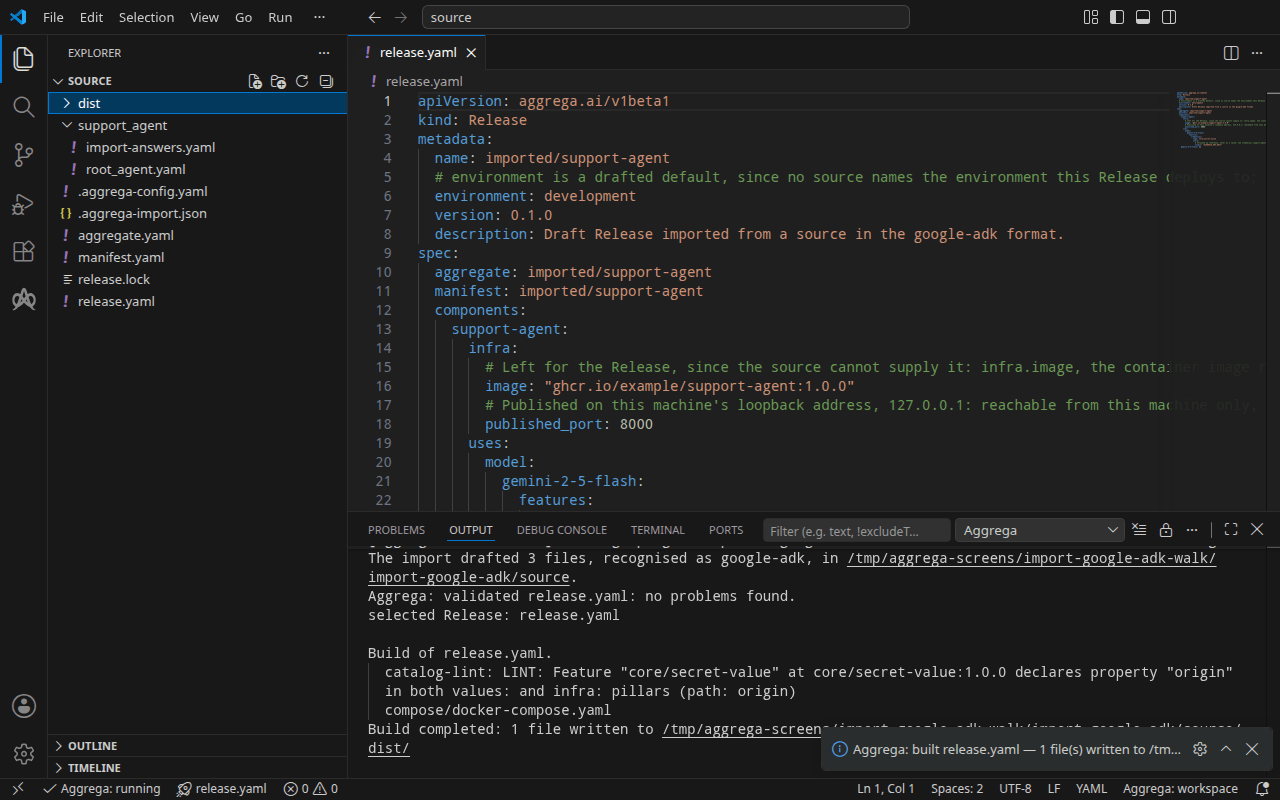 File Edit Selection View Go Run ···
source
EXPLORER
SOURCE
dist
support_agent
import-answers.yaml
root_agent.yaml
.aggrega-config.yaml
.aggrega-import.json
aggregate.yaml
manifest.yaml
release.lock
release.yaml
OUTLINE
TIMELINE
release.yaml
release.yaml
1 apiVersion: aggrega.ai/v1beta1
2 kind: Release
3 metadata:
4 name: imported/support-agent
5 # environment is a drafted default, since no source names the environment this Release deploys to:
6 environment: development
7 version: 0.1.0
8 description: Draft Release imported from a source in the google-adk format.
9 spec:
10 aggregate: imported/support-agent
11 manifest: imported/support-agent
12 components:
13 support-agent:
14 infra:
15 # Left for the Release, since the source cannot supply it: infra.image, the container image
16 image: "ghcr.io/example/support-agent:1.0.0"
17 # Published on this machine's loopback address, 127.0.0.1: reachable from this machine only,
18 published_port: 8000
19 uses:
20 model:
21 gemini-2-5-flash:
22 features:
PROBLEMS OUTPUT DEBUG CONSOLE TERMINAL PORTS
Filter (e.g. text, !excludeT...
Aggrega
The import drafted 3 files, recognised as google-adk, in /tmp/aggrega-screens/import-google-adk-walk/
import-google-adk/source.
Aggrega: validated release.yaml: no problems found.
selected Release: release.yaml
Build of release.yaml.
catalog-lint: LINT: Feature "core/secret-value" at core/secret-value:1.0.0 declares property "origin"
in both values: and infra: pillars (path: origin)
compose/docker-compose.yaml
Build completed: 1 file written to /tmp/aggrega-screens/import-google-adk-walk/import-google-adk/source/
dist/
Aggrega: built release.yaml — 1 file(s) written to /tm...
Aggrega: running release.yaml 0 0 Ln 1, Col 1 Spaces: 2 UTF-8 LF YAML Aggrega: workspace